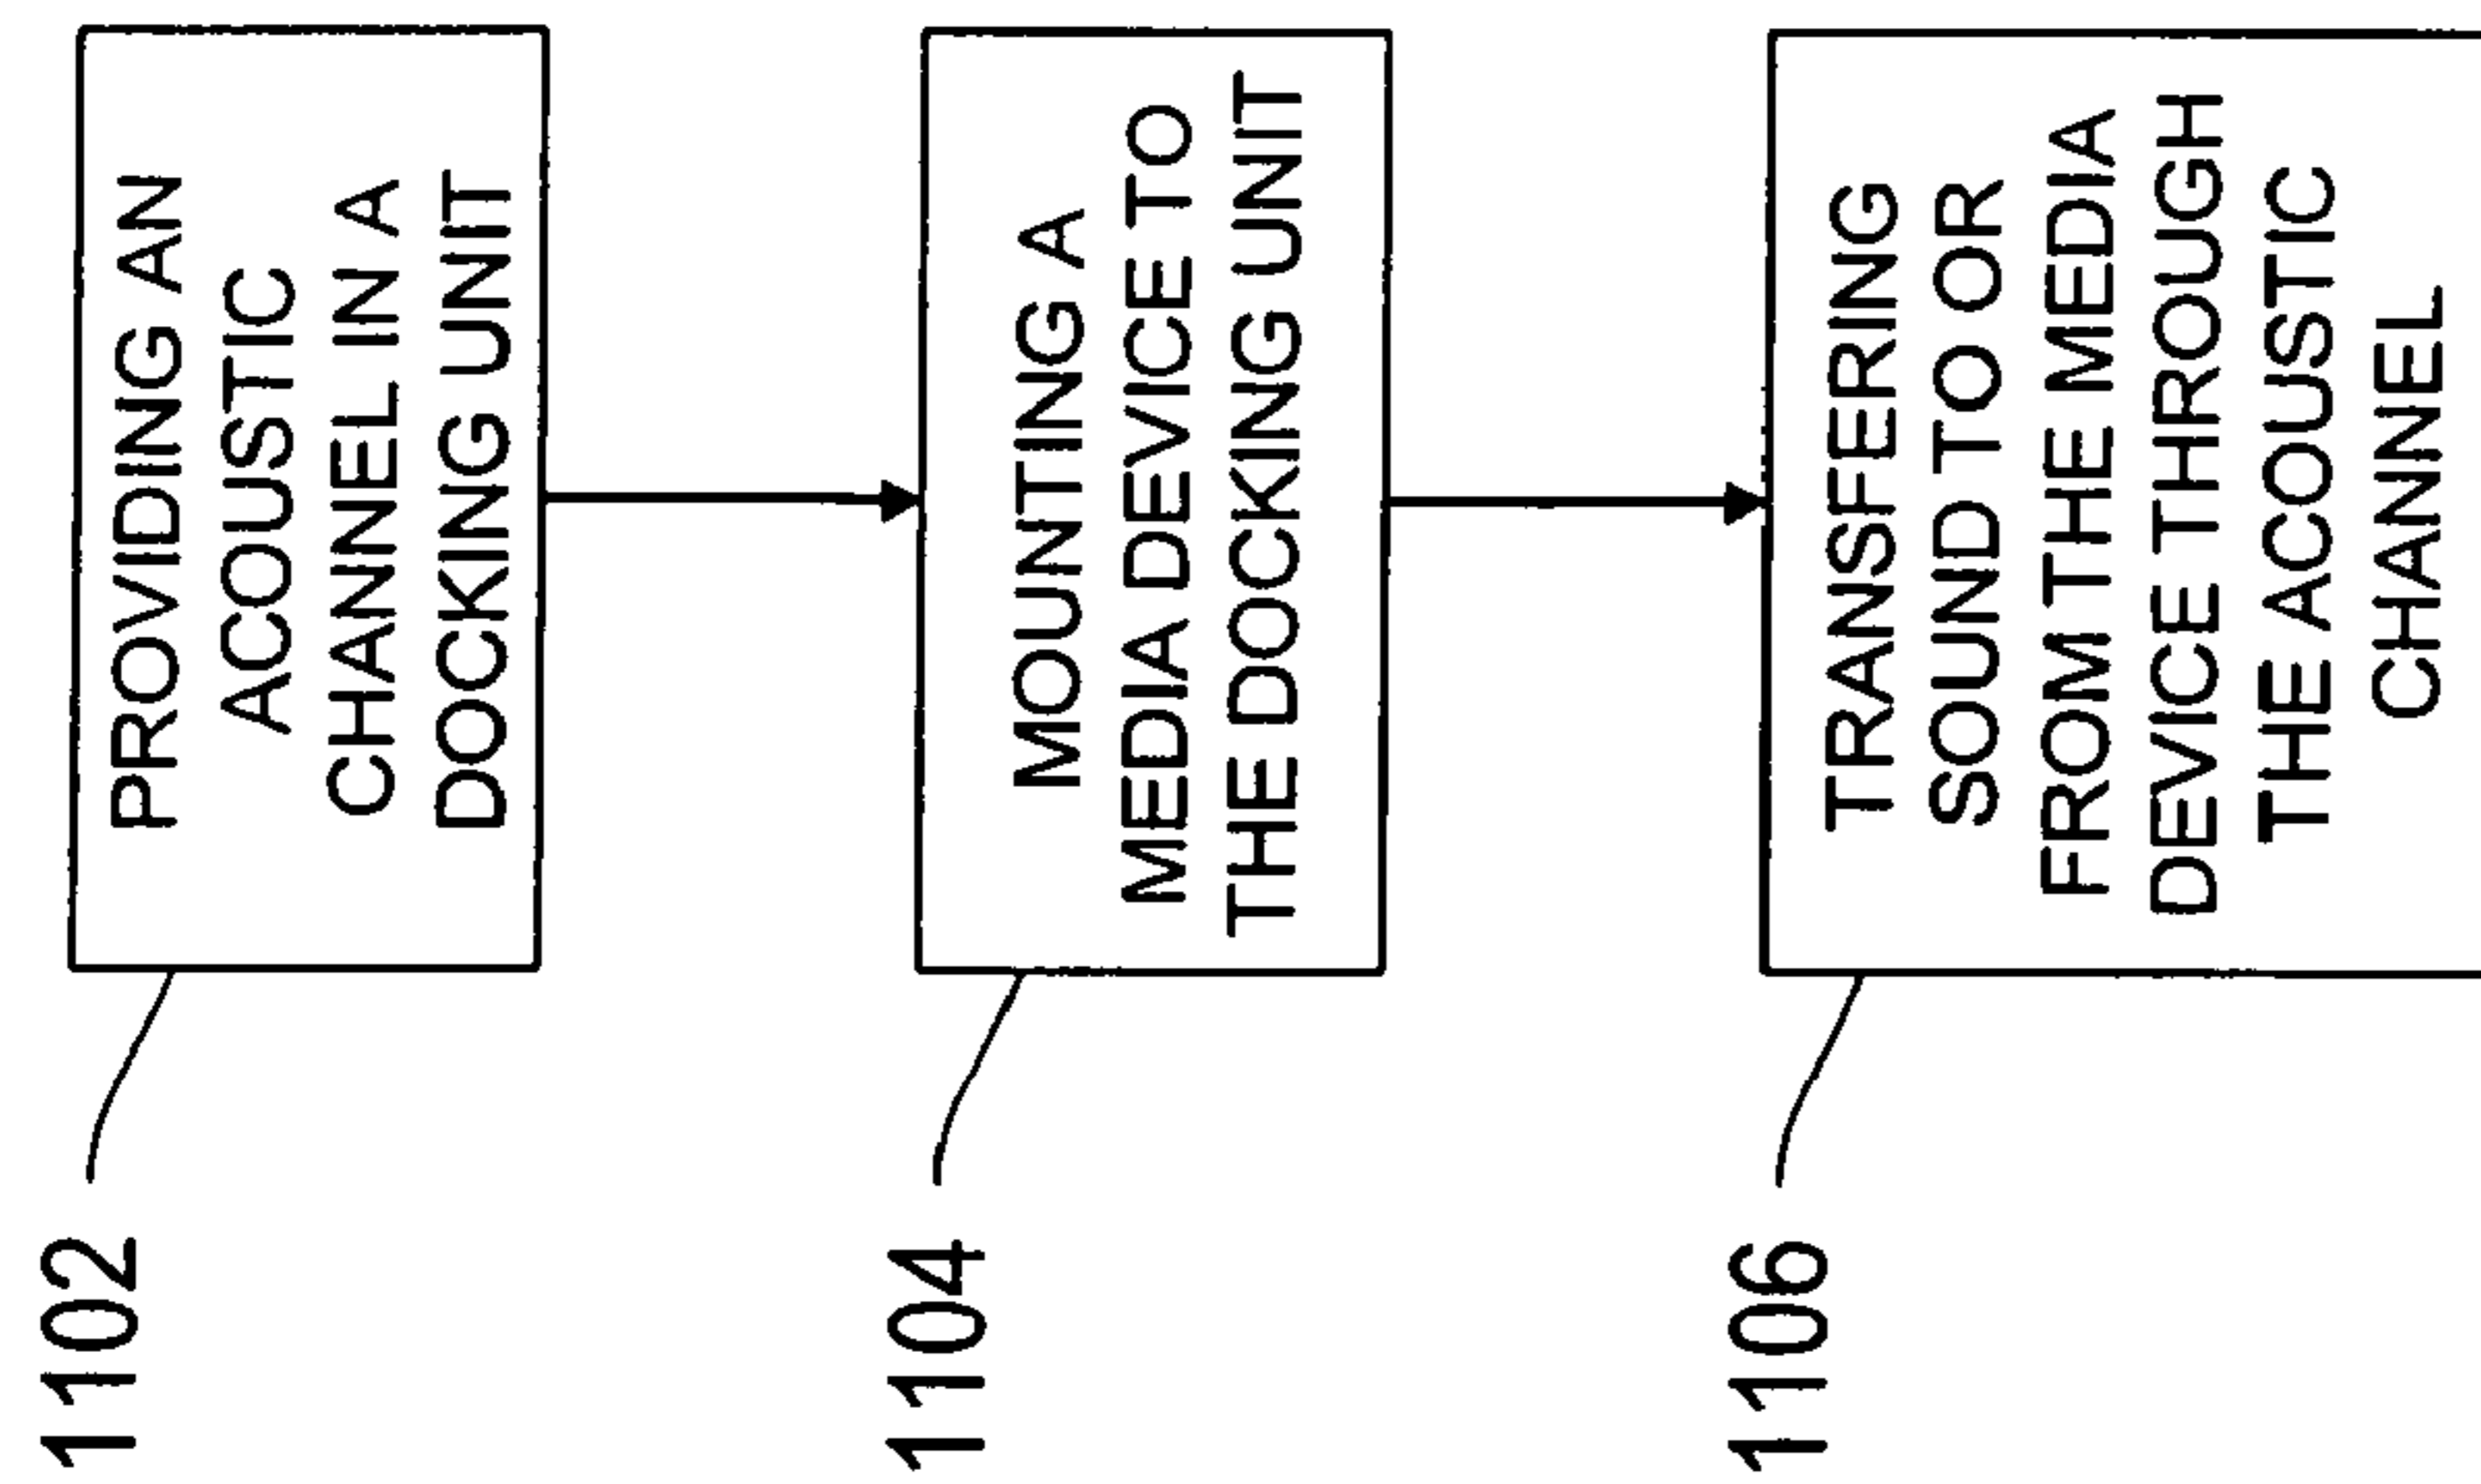 1102
PROVIDING AN
ACOUSTIC
CHANNEL IN A
DOCKING UNIT
1104
MOUNTING A
MEDIA DEVICE TO
THE DOCKING UNIT
1106
TRANSFERING
SOUND TO OR
FROM THE MEDIA
DEVICE THROUGH
THE ACOUSTIC
CHANNEL